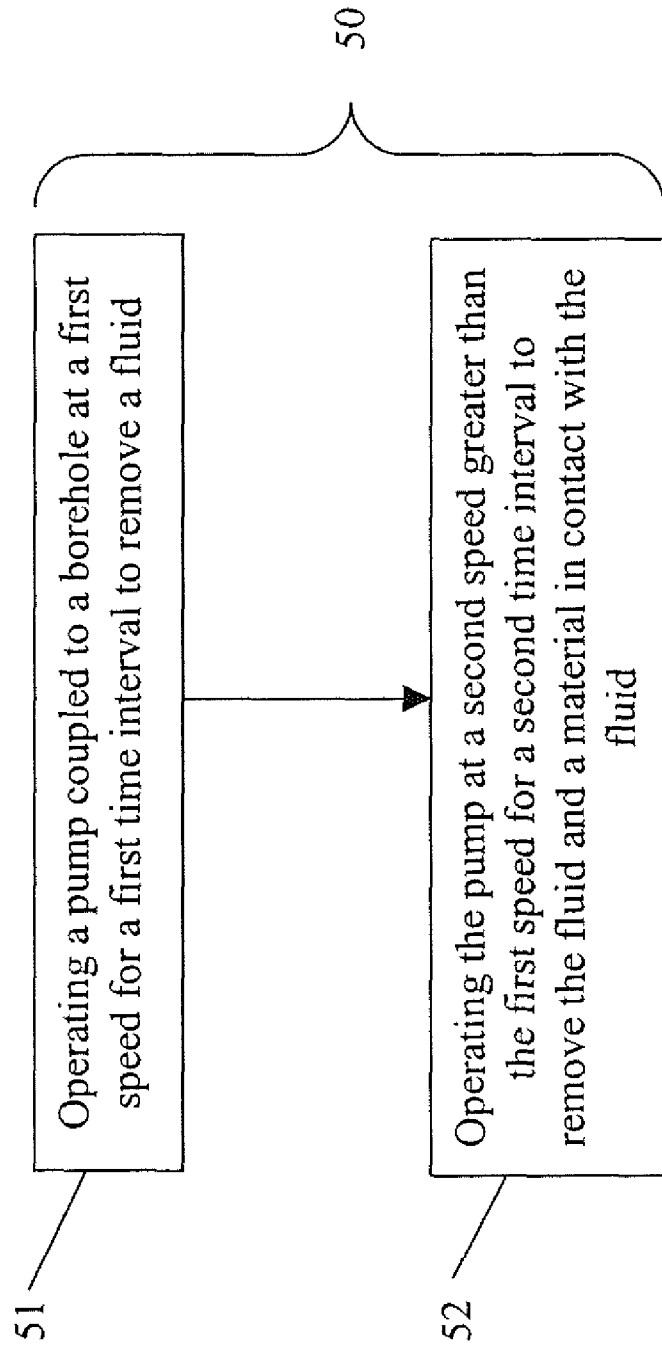 51
Operating a pump coupled to a borehole at a first
speed for a first time interval to remove a fluid
50
52
Operating the pump at a second speed greater than
the first speed for a second time interval to
remove the fluid and a material in contact with the
fluid